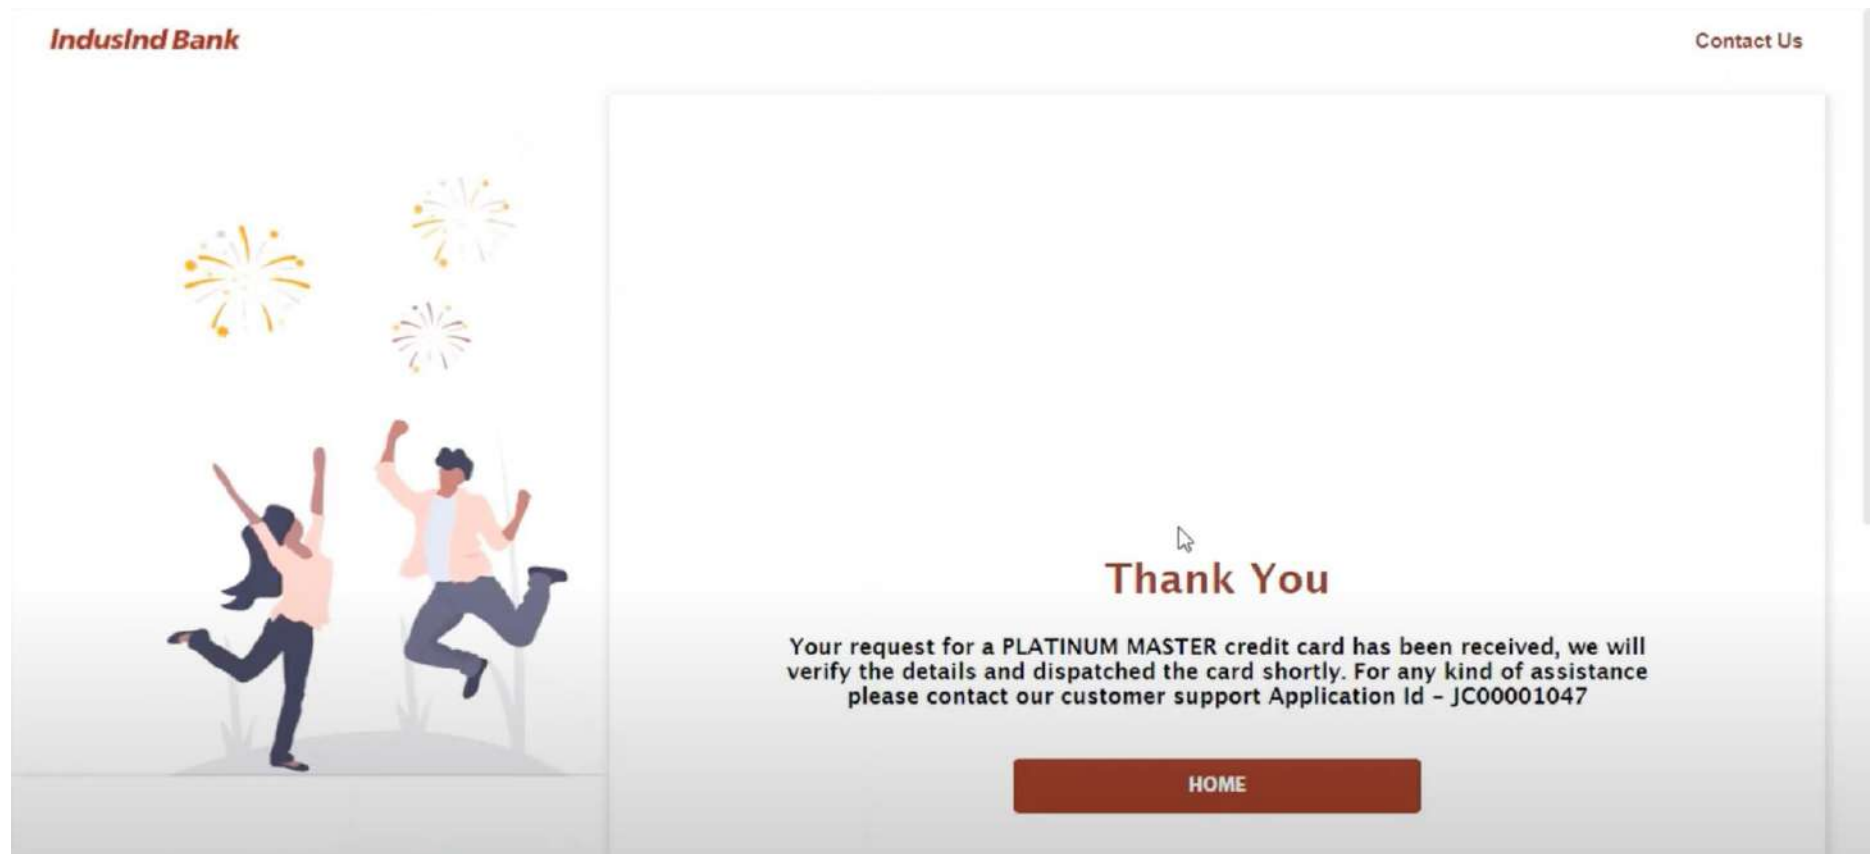 IndusInd Bank
Contact Us
Thank You
Your request for a PLATINUM MASTER credit card has been received, we will
verify the details and dispatched the card shortly. For any kind of assistance
please contact our customer support Application Id - JC00001047
HOME